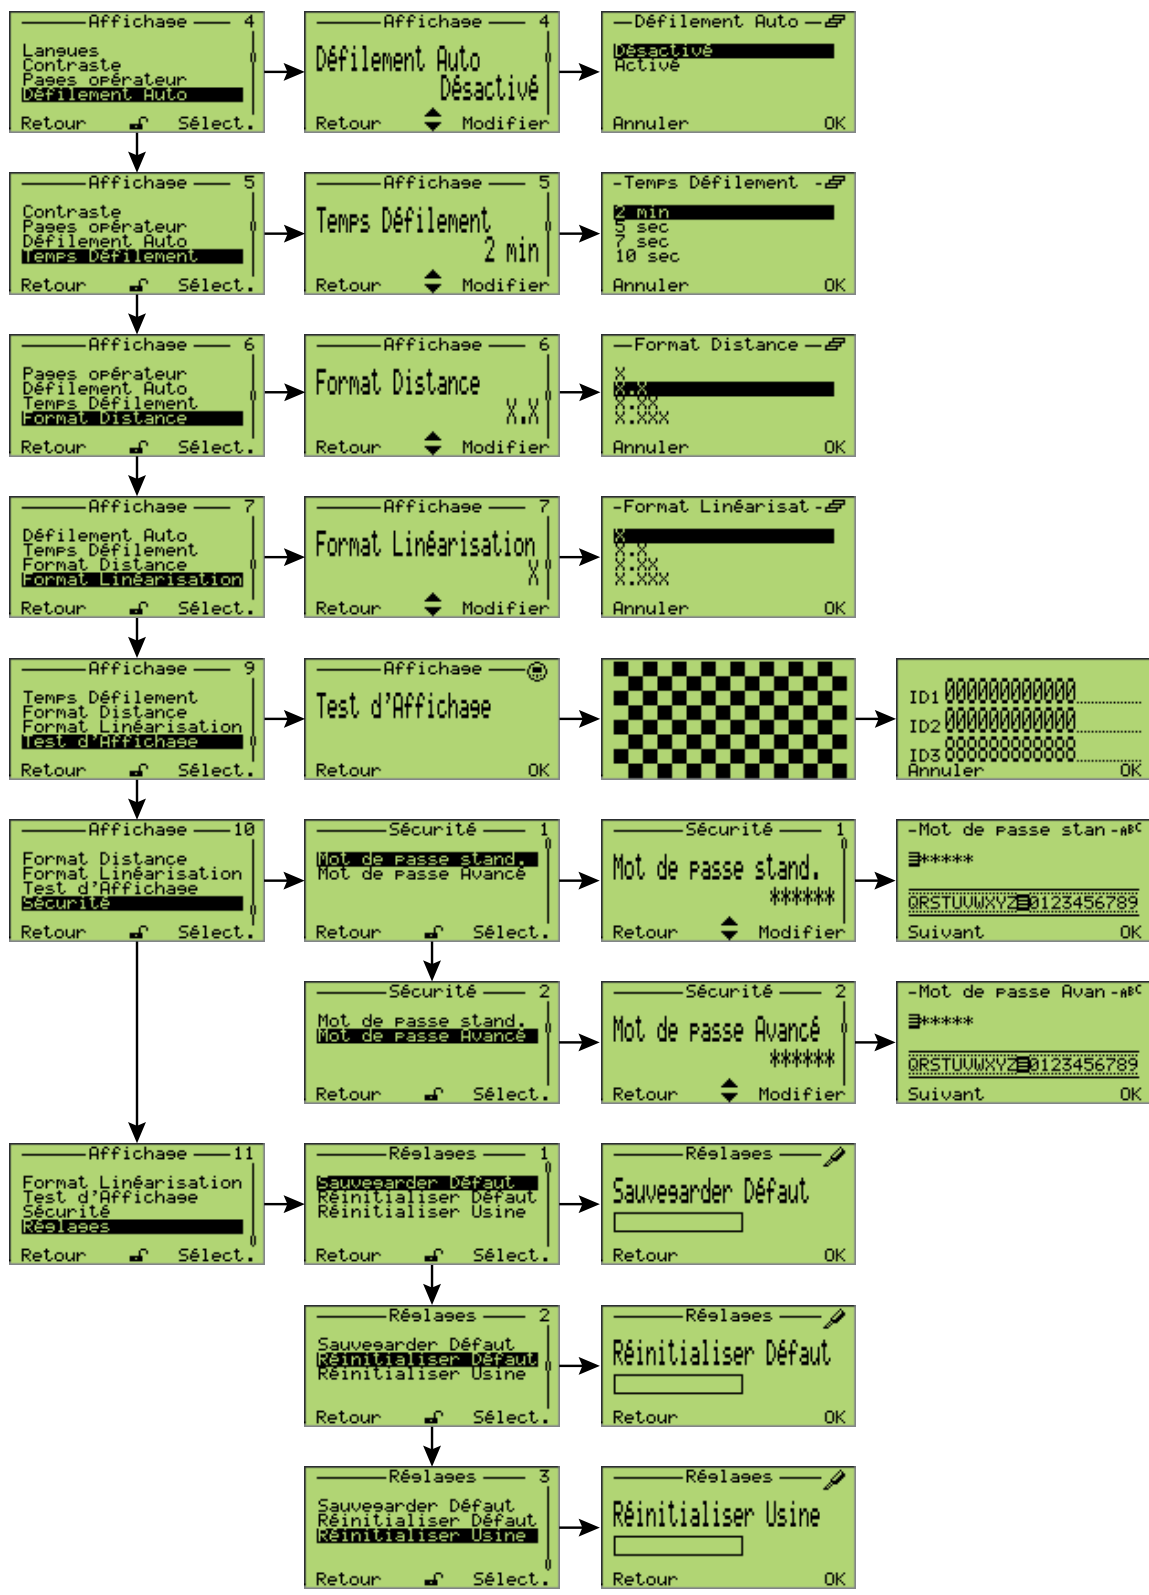 Affichage 4
Langues
Contraste
Pages opérateur
Défilement Auto
Retour Sélect.
Affichage 4
Défilement Auto
Désactivé
Retour Modifier
Défilement Auto
Désactivé
Activé
Annuler OK
Affichage 5
Contraste
Pages opérateur
Défilement Auto
Temps Défilement
Retour Sélect.
Affichage 5
Temps Défilement
2 min
Retour Modifier
-Temps Défilement -
2 min
5 sec
7 sec
10 sec
Annuler OK
Affichage 6
Pages opérateur
Défilement Auto
Temps Défilement
Format Distance
Retour Sélect.
Affichage 6
Format Distance
X.X
Retour Modifier
Format Distance
X
X.X
X.XX
X.XXX
Annuler OK
Affichage 7
Défilement Auto
Temps Défilement
Format Distance
Format Linéarisation
Retour Sélect.
Affichage 7
Format Linéarisation
X
Retour Modifier
-Format Linéarisat-
X
X.X
X.XX
X.XXX
Annuler OK
Affichage 9
Temps Défilement
Format Distance
Format Linéarisation
Test d'Affichage
Retour Sélect.
Affichage
Test d'Affichage
Retour OK
ID1 000000000000
ID2 000000000000
ID3 888888888888
Annuler OK
Affichage 10
Format Distance
Format Linéarisation
Test d'Affichage
Sécurité
Retour Sélect.
Sécurité 1
Mot de passe stand.
Mot de passe Avancé
Retour Sélect.
Sécurité 1
Mot de passe stand.
******
Retour Modifier
-Mot de passe stan-ABC
*****
QRSTUVWXYZ 0123456789
Suivant OK
Sécurité 2
Mot de passe stand.
Mot de passe Avancé
Retour Sélect.
Sécurité 2
Mot de passe Avancé
******
Retour Modifier
-Mot de passe Avan-ABC
*****
QRSTUVWXYZ 0123456789
Suivant OK
Affichage 11
Format Linéarisation
Test d'Affichage
Sécurité
Réglages
Retour Sélect.
Réglages 1
Sauvegarder Défaut
Réinitialiser Défaut
Réinitialiser Usine
Retour Sélect.
Réglages
Sauvegarder Défaut
Retour OK
Réglages 2
Sauvegarder Défaut
Réinitialiser Défaut
Réinitialiser Usine
Retour Sélect.
Réglages
Réinitialiser Défaut
Retour OK
Réglages 3
Sauvegarder Défaut
Réinitialiser Défaut
Réinitialiser Usine
Retour Sélect.
Réglages
Réinitialiser Usine
Retour OK